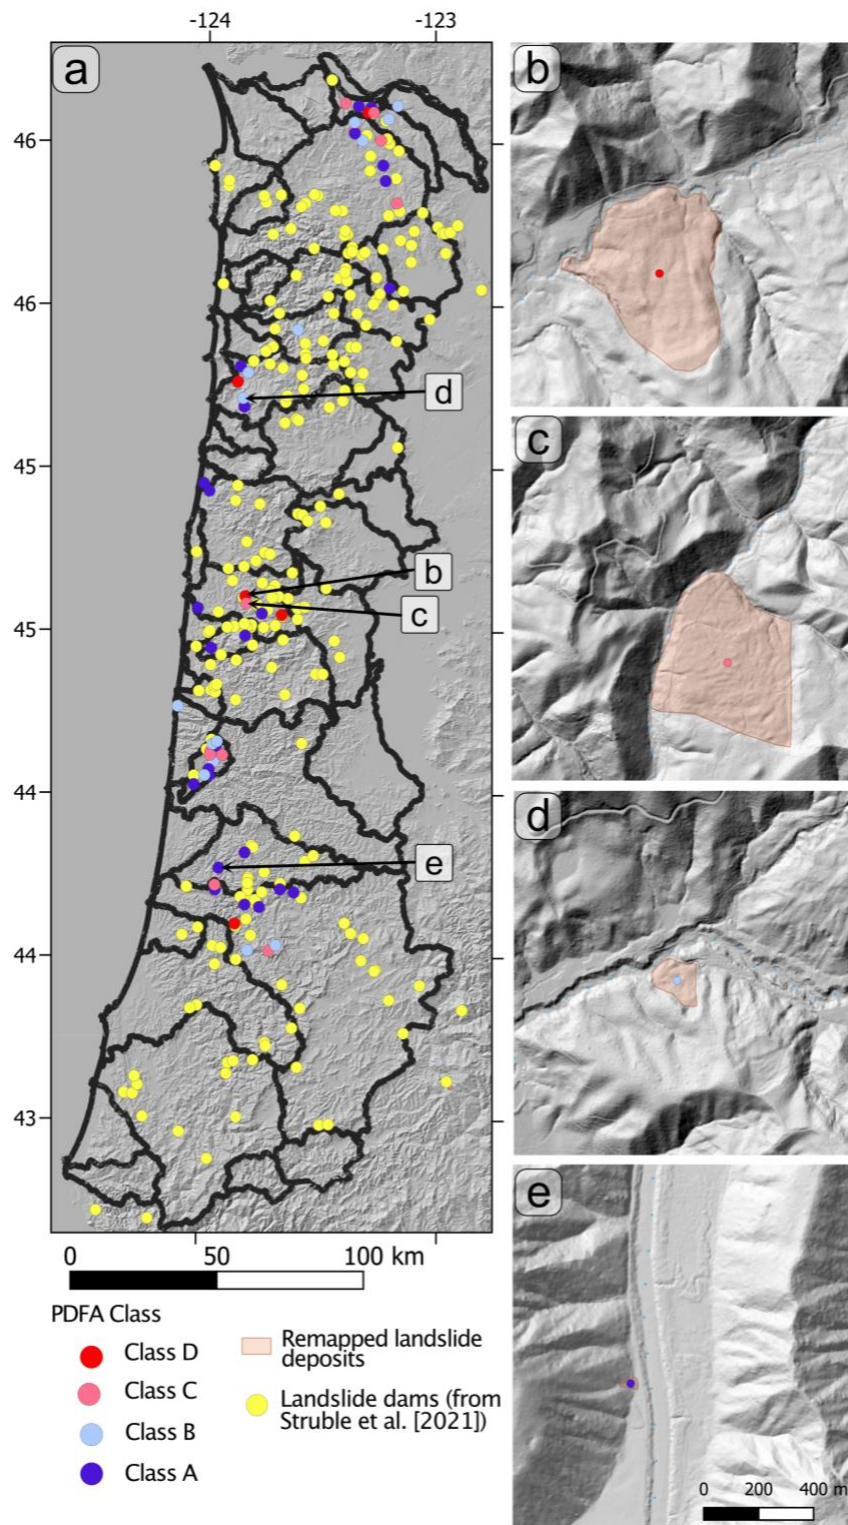 -124 -123
a
46
46
45
45
44
44
43
d
b
c
e
b
c
d
e
0 200 400 m
0 50 100 km
PDFA Class
Class D
Class C
Class B
Class A
Remapped landslide
deposits
Landslide dams (from
Struble et al. [2021])